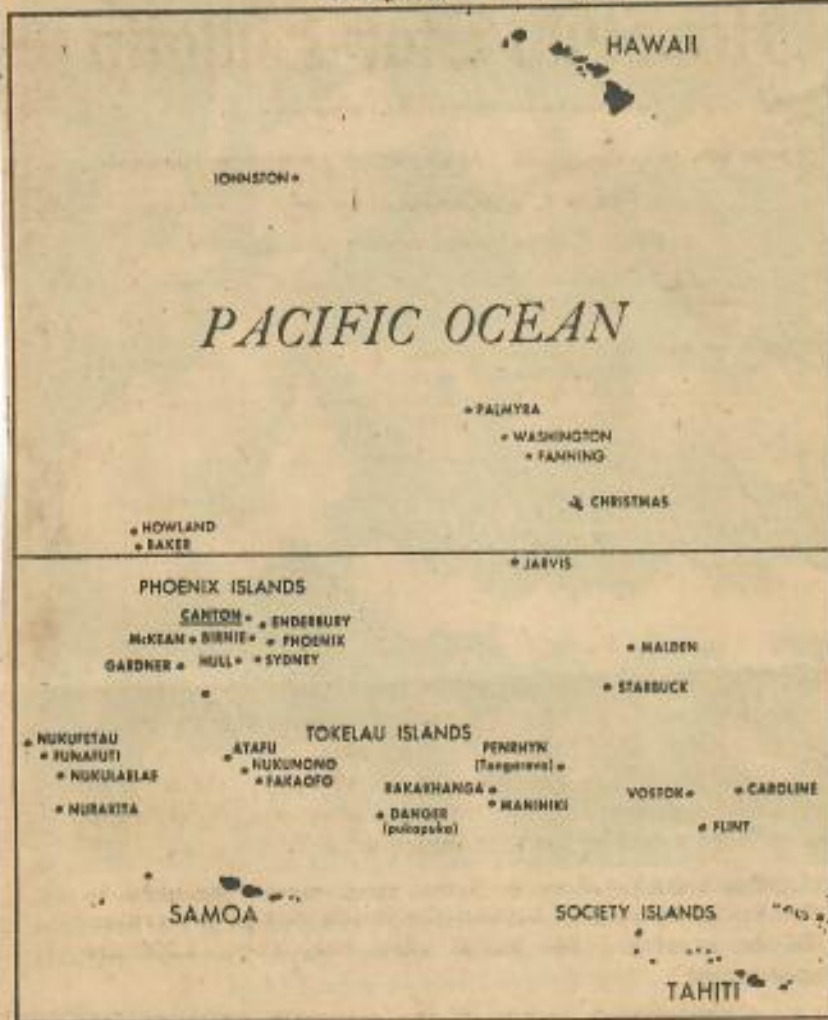 HAWAII
JOHNSTON
PACIFIC OCEAN
PALMYRA
WASHINGTON
FANNING
CHRISTMAS
HOWLAND
BAKER
JARVIS
PHOENIX ISLANDS
CANTON
ENDERBURY
McKEAN BIRNIE PHOENIX
GARDNER HULL SYDNEY
MALDEN
STARBUCK
TOKELAU ISLANDS
NUKUFETAU
FUNAFUTI
NUKULAELAE
NURAKITA
ATAFU
NUKUNONO
FAKAOFO
PENRHYN
(Tongareva)
RAKAHANGA
MANIHIKI
DANGER
(pukapuka)
VOSTOK
CAROLINE
FLINT
SAMOA
SOCIETY ISLANDS
TAHITI